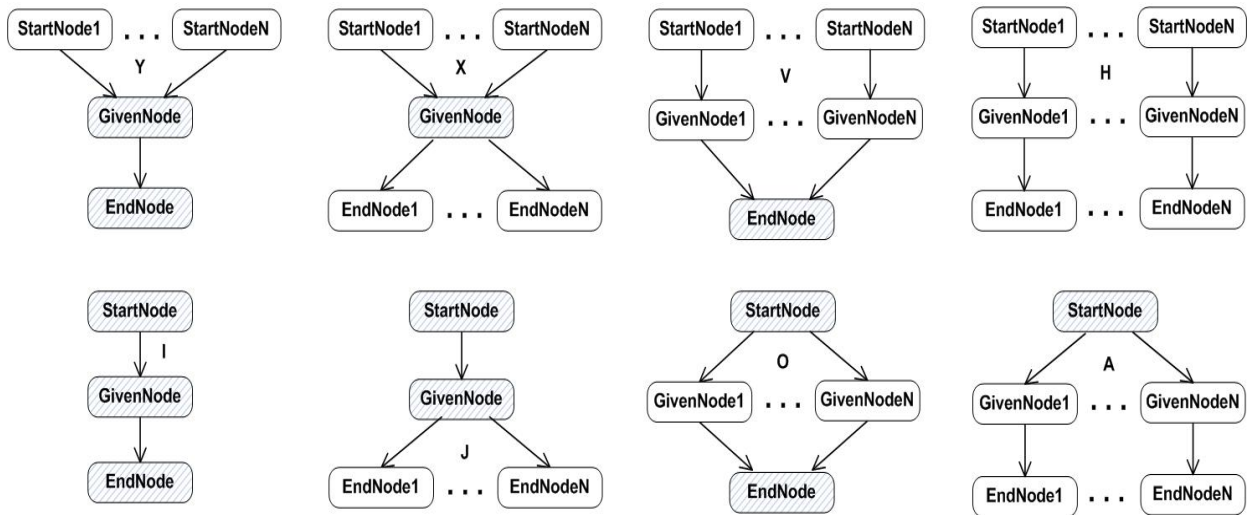 StartNode1 . . . StartNodeN
Y
GivenNode
EndNode
StartNode1 . . . StartNodeN
X
GivenNode
EndNode1 . . . EndNodeN
StartNode1 . . . StartNodeN
V
GivenNode1 . . . GivenNodeN
EndNode
StartNode1 . . . StartNodeN
H
GivenNode1 . . . GivenNodeN
EndNode1 . . . EndNodeN
StartNode
I
GivenNode
EndNode
StartNode
GivenNode
J
EndNode1 . . . EndNodeN
StartNode
O
GivenNode1 . . . GivenNodeN
EndNode
StartNode
A
GivenNode1 . . . GivenNodeN
EndNode1 . . . EndNodeN